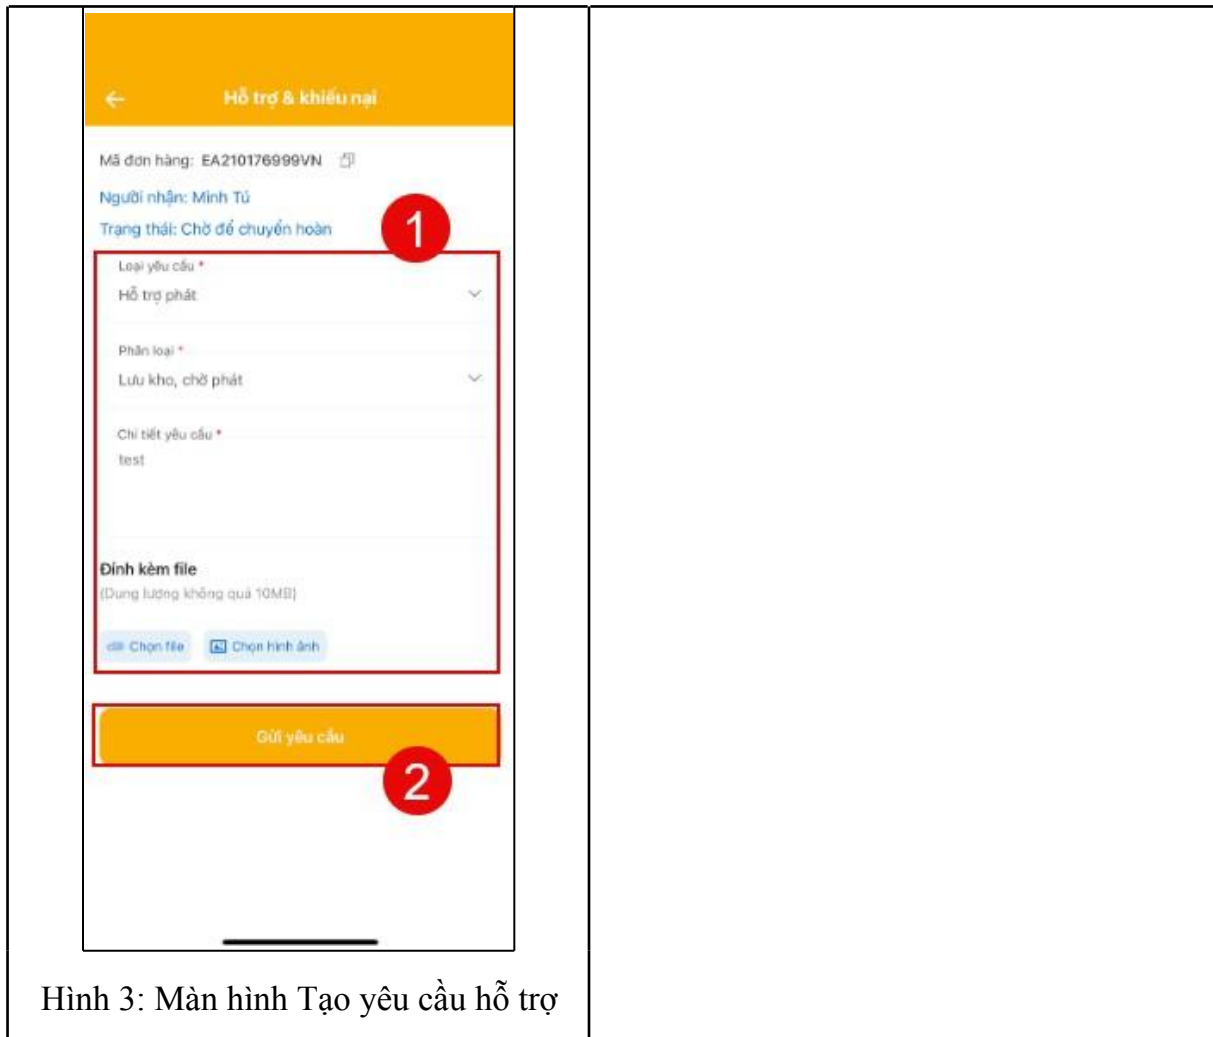 Hỗ trợ & khiếu nại
Mã đơn hàng: EA210176999VN
Người nhận: Minh Tú
Trạng thái: Chờ để chuyển hoàn
1
Loại yêu cầu *
Hỗ trợ phát
Phân loại *
Lưu kho, chờ phát
Chi tiết yêu cầu *
test
Đính kèm file
(Dung lượng không quá 10MB)
Chọn file Chọn hình ảnh
Gửi yêu cầu
2
Hình 3: Màn hình Tạo yêu cầu hỗ trợ